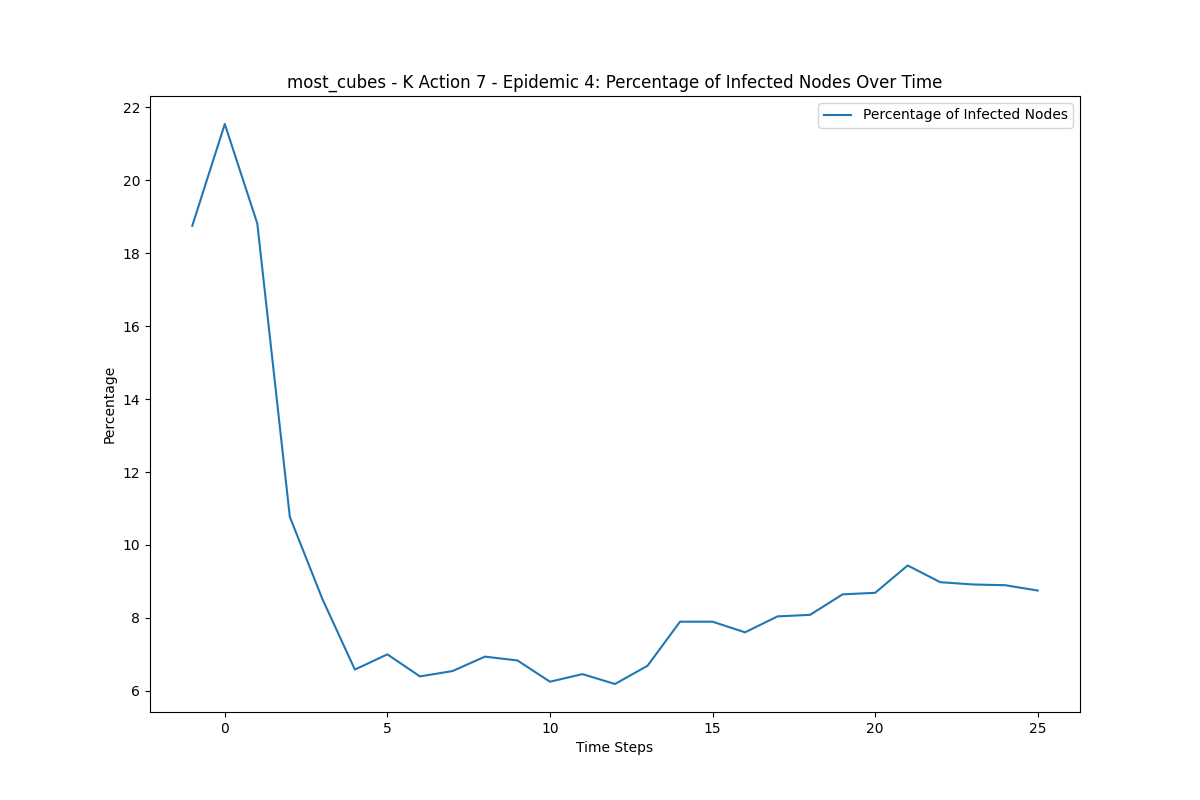 most_cubes - K Action 7 - Epidemic 4: Percentage of Infected Nodes Over Time
Percentage of Infected Nodes
22
20
18
16
14
12
10
8
6
Percentage
0 5 10 15 20 25
Time Steps